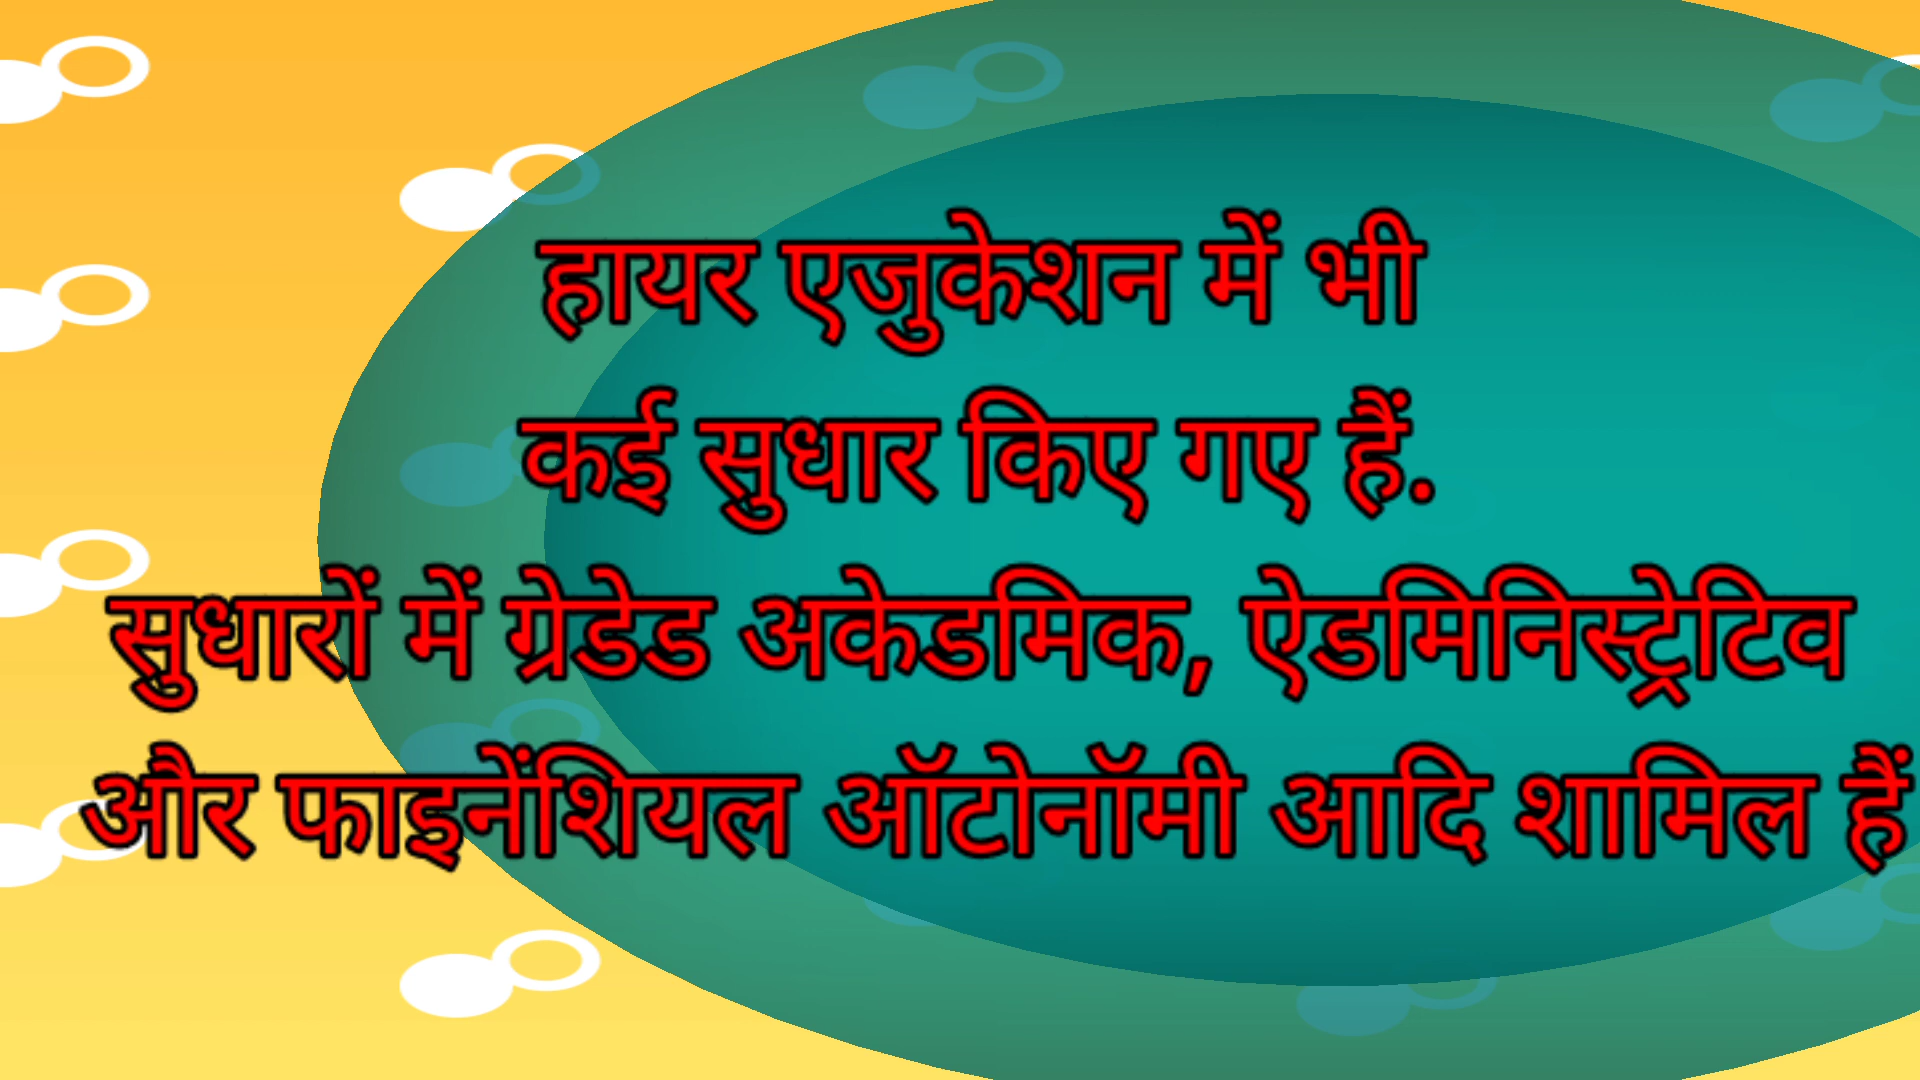 हायर एजुकेशन में भी
कई सुधार किए गए हैं.
सुधारों में ग्रेडेड अकेडमिक, ऐडमिनिस्ट्रेटिव
और फाइनेंशियल ऑटोनॉमी आदि शामिल हैं